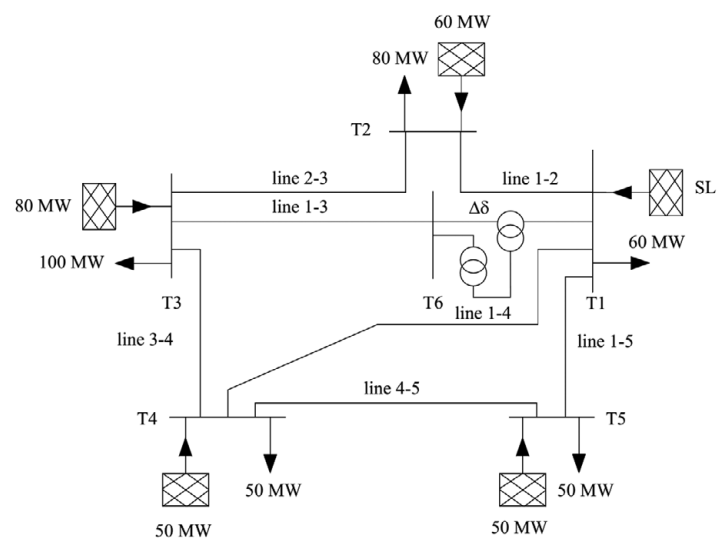 60 MW
80 MW
T2
line 2-3
line 1-2
SL
80 MW
line 1-3
Δδ
60 MW
100 MW
T3
T6
line 1-4
T1
line 3-4
line 1-5
line 4-5
T4
T5
50 MW
50 MW
50 MW
50 MW